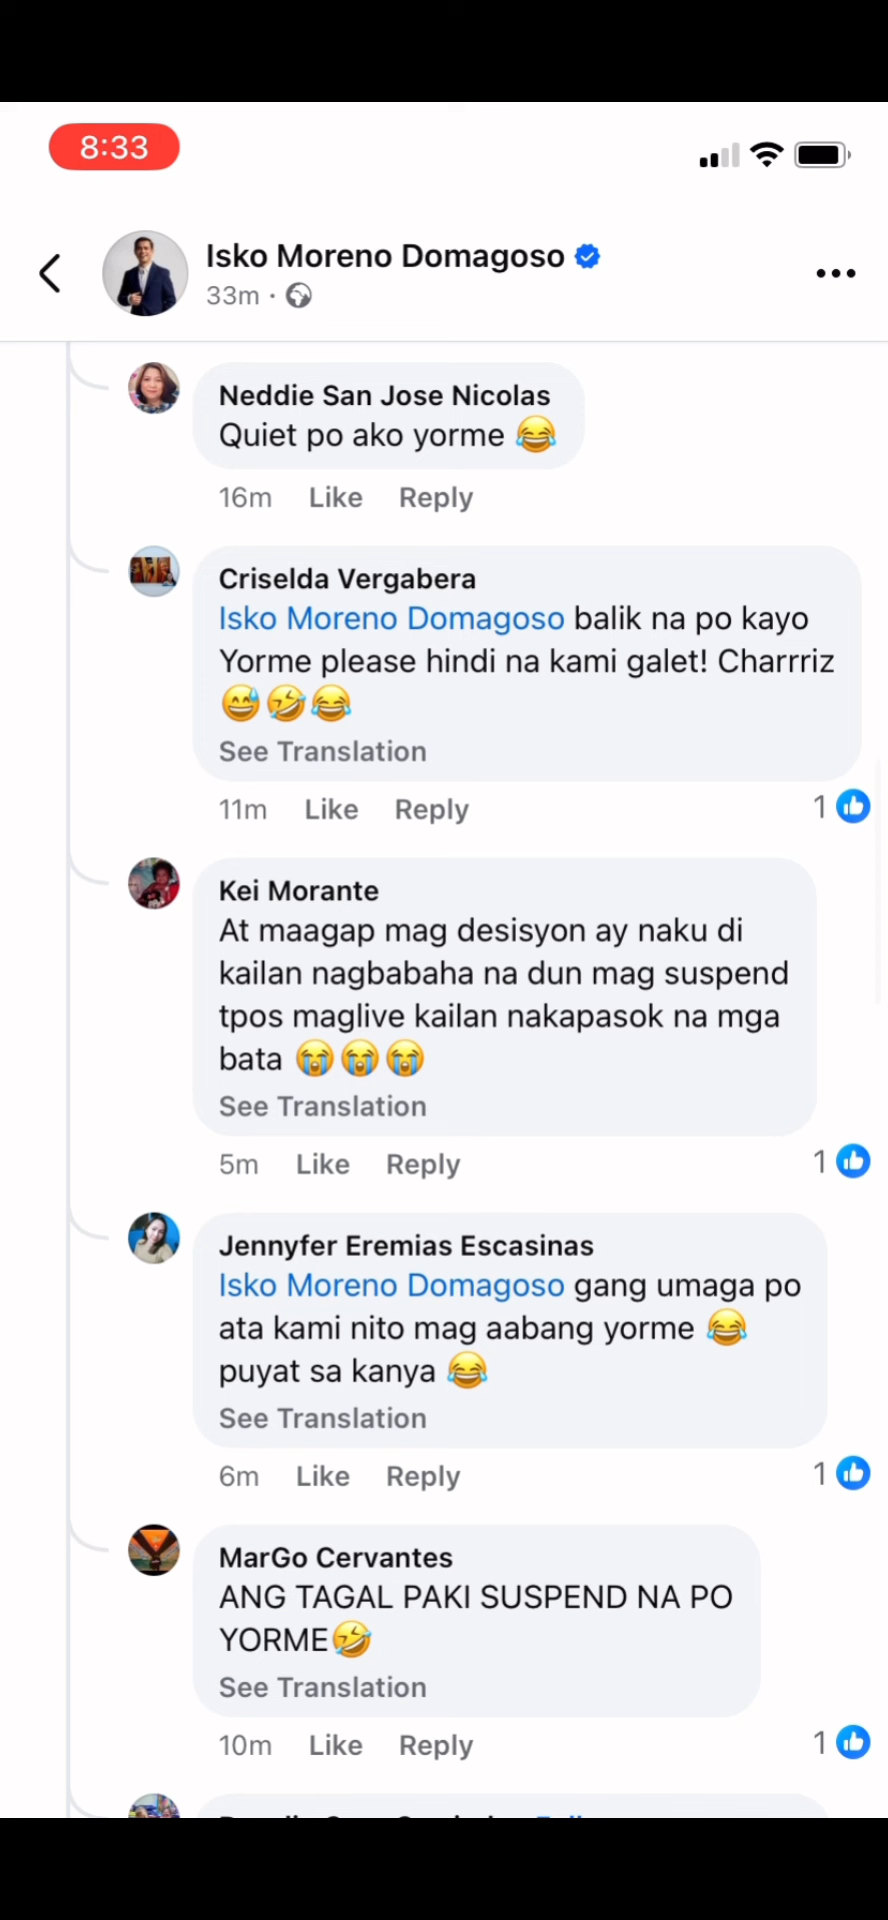 8:33
Isko Moreno Domagoso
33m ·
Neddie San Jose Nicolas
Quiet po ako yorme 😂
16m Like Reply
Criselda Vergabera
Isko Moreno Domagoso balik na po kayo
Yorme please hindi na kami galet! Charrriz
😅🤣😂
See Translation
11m Like Reply 1
Kei Morante
At maagap mag desisyon ay naku di
kailan nagbabaha na dun mag suspend
tpos maglive kailan nakapasok na mga
bata 😭😭😭
See Translation
5m Like Reply 1
Jennyfer Eremias Escasinas
Isko Moreno Domagoso gang umaga po
ata kami nito mag aabang yorme 😂
puyat sa kanya 😂
See Translation
6m Like Reply 1
MarGo Cervantes
ANG TAGAL PAKI SUSPEND NA PO
YORME🤣
See Translation
10m Like Reply 1